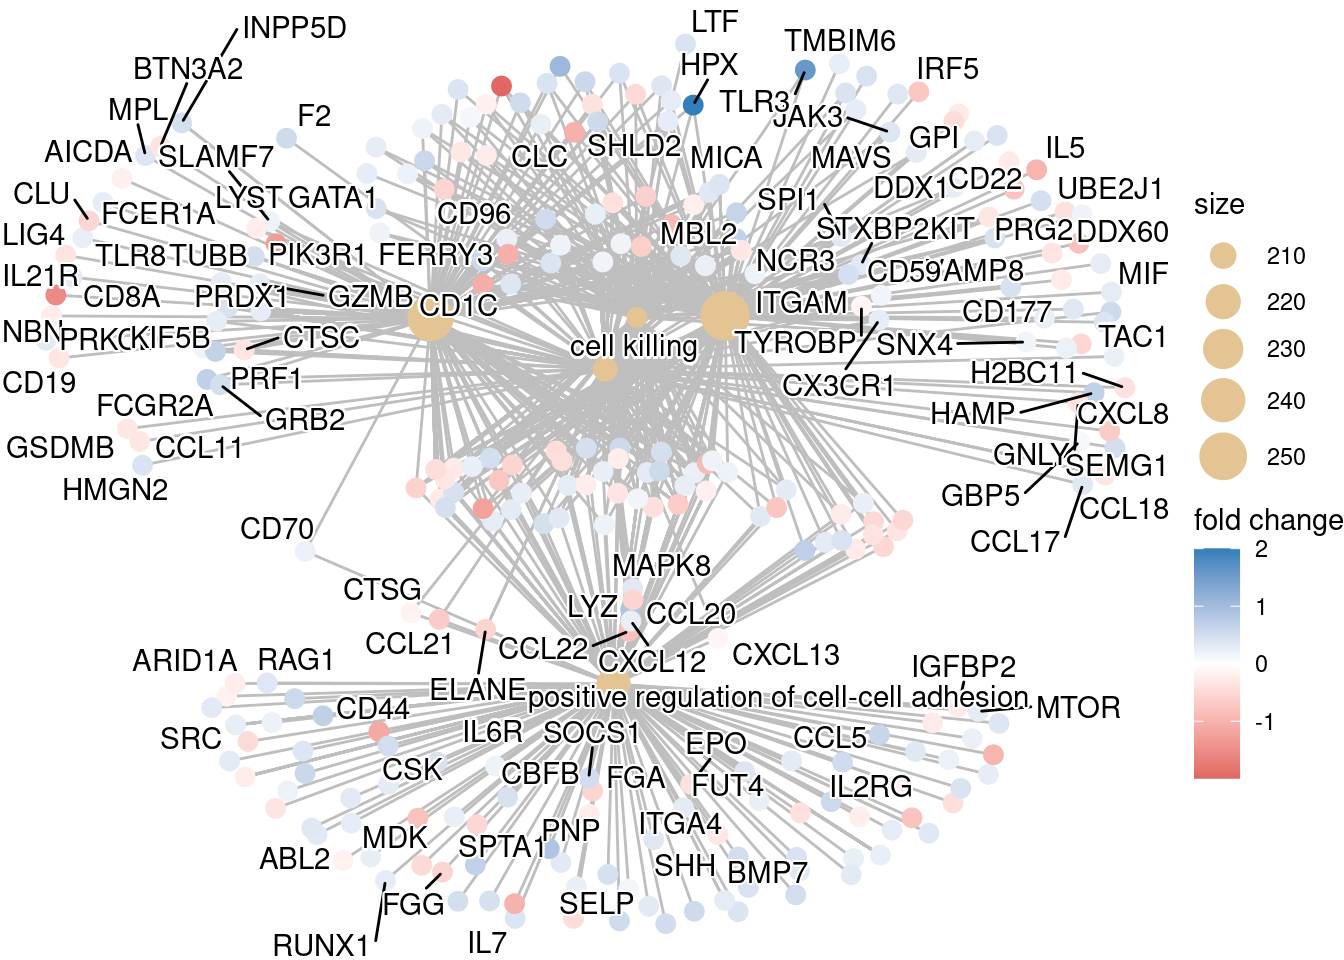 INPP5D
LTF
TMBIM6
BTN3A2
HPX
IRF5
MPL
F2
TLR3
JAK3
GPI
AICDA
SLAMF7
CLC
SHLD2
MICA
MAVS
IL5
CLU
LYST
GATA1
SPI1
DDX1
CD22
UBE2J1
LIG4
FCER1A
CD96
MBL2
STXBP2
KIT
PRG2
DDX60
TLR8
TUBB
PIK3R1
FERRY3
NCR3
CD59
VAMP8
MIF
IL21R
CD8A
PRDX1
GZMB
CD1C
ITGAM
CD177
NBN
KIF5B
CTSC
cell killing
TYROBP
SNX4
TAC1
CD19
PRF1
CX3CR1
H2BC11
FCGR2A
GRB2
HAMP
CXCL8
GSDMB
CCL11
GNLY
SEMG1
HMGN2
GBP5
CCL18
CD70
CCL17
CTSG
MAPK8
LYZ
CCL20
CCL21
CCL22
CXCL12
CXCL13
ARID1A
RAG1
ELANE
IGFBP2
positive regulation of cell-cell adhesion
MTOR
SRC
CD44
IL6R
SOCS1
EPO
CCL5
CSK
CBFB
FGA
FUT4
IL2RG
ABL2
MDK
SPTA1
PNP
ITGA4
SHH
BMP7
FGG
SELP
RUNX1
IL7
size
210
220
230
240
250
fold change
2
1
0
-1